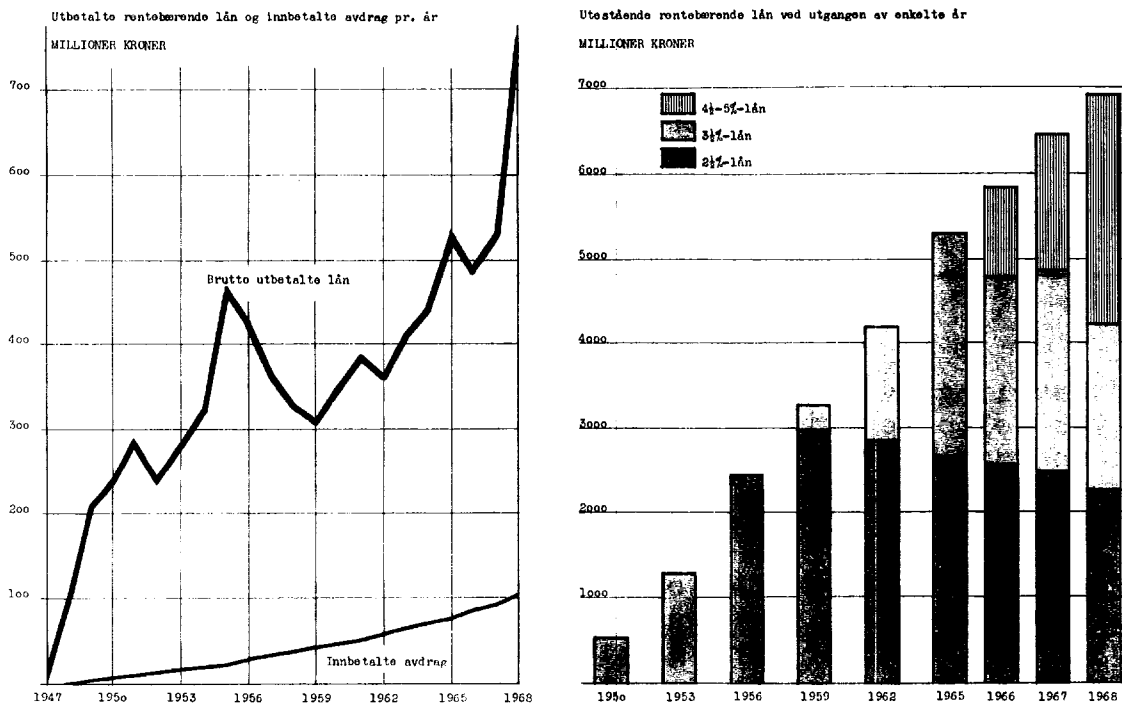 Utbetalte rentebærende lån og innbetalte avdrag pr. år
MILLIONER KRONER
700
600
500
400
300
200
100
Brutto utbetalte lån
Innbetalte avdrag
1947 1950 1953 1956 1959 1962 1965 1968
Utestående rentebærende lån ved utgangen av enkelte år
MILLIONER KRONER
7000
6000
5000
4000
3000
2000
1000
4½-5%-lån
3½%-lån
2½%-lån
1950 1953 1956 1959 1962 1965 1966 1967 1968